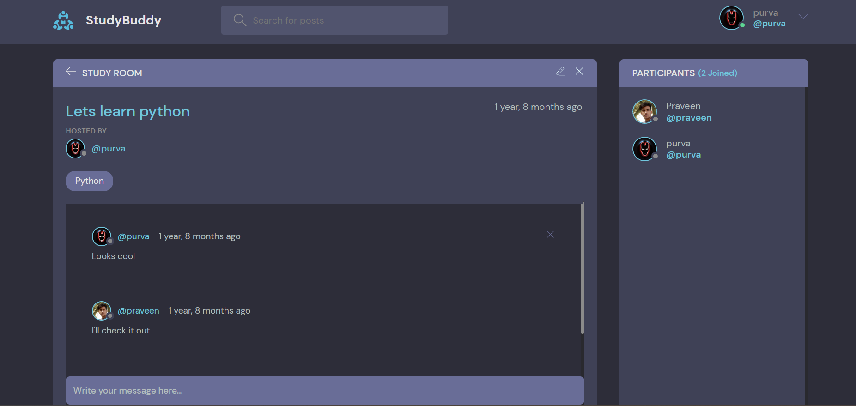 StudyBuddy
Search for posts
purva
@purva
STUDY ROOM
Lets learn python
1 year, 8 months ago
HOSTED BY
@purva
Python
@purva 1 year, 8 months ago
Looks cool
@praveen 1 year, 8 months ago
I'll check it out
Write your message here...
PARTICIPANTS (2 Joined)
Praveen
@praveen
purva
@purva